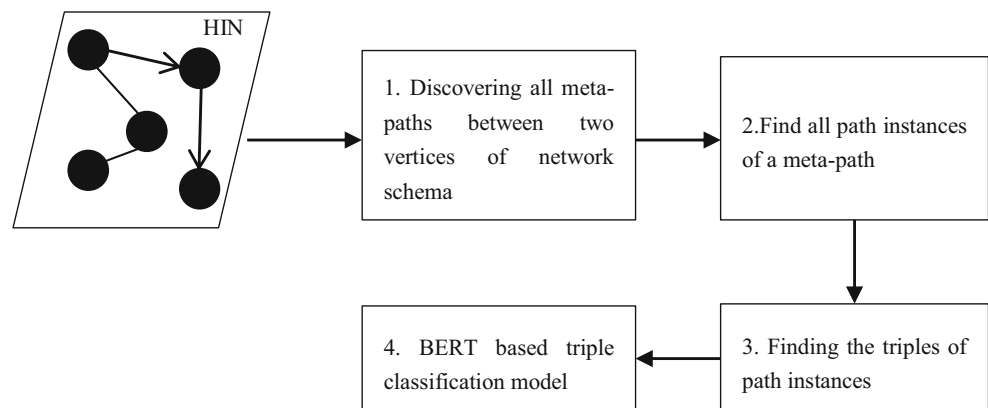 HIN
1. Discovering all meta-
paths between two
vertices of network
schema
2.Find all path instances
of a meta-path
3. Finding the triples of
path instances
4. BERT based triple
classification model